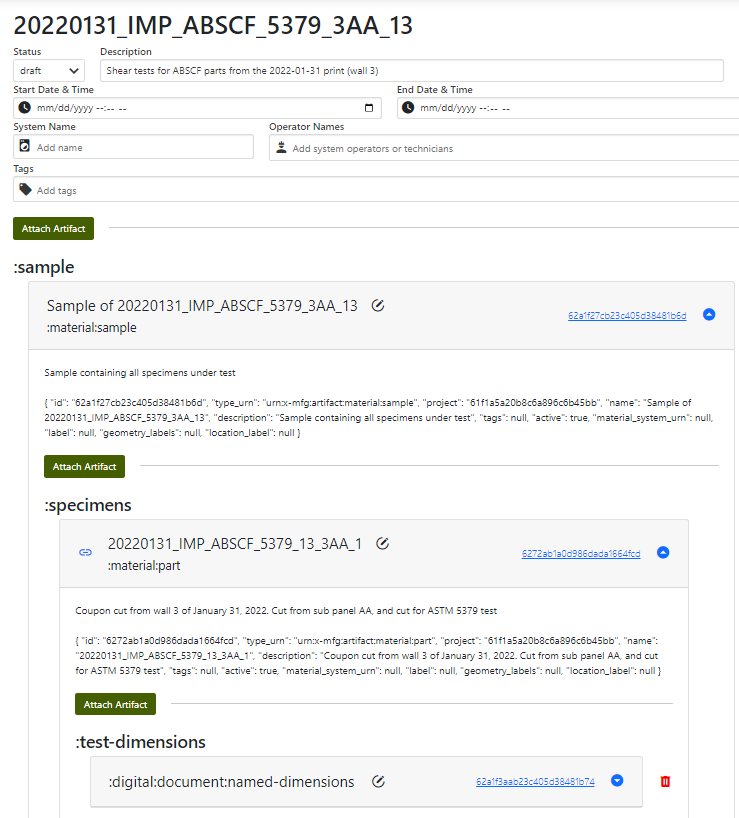 20220131_IMP_ABSCF_5379_3AA_13
Status Description
draft Shear tests for ABSCF parts from the 2022-01-31 print (wall 3)
Start Date & Time End Date & Time
mm/dd/yyyy --:-- -- mm/dd/yyyy --:-- --
System Name Operator Names
Add name Add system operators or technicians
Tags
Add tags
Attach Artifact
:sample
Sample of 20220131_IMP_ABSCF_5379_3AA_13
:material:sample 62a1f27cb23c405d38481b6d
Sample containing all specimens under test
{ "id": "62a1f27cb23c405d38481b6d", "type_urn": "urn:x-mfg:artifact:material:sample", "project": "61f1a5a20b8c6a896c6b45bb", "name": "Sample of
20220131_IMP_ABSCF_5379_3AA_13", "description": "Sample containing all specimens under test", "tags": null, "active": true, "material_system_urn": null,
"label": null, "geometry_labels": null, "location_label": null }
Attach Artifact
:specimens
20220131_IMP_ABSCF_5379_13_3AA_1 6272ab1a0d986dada1664fcd
:material:part
Coupon cut from wall 3 of January 31, 2022. Cut from sub panel AA, and cut for ASTM 5379 test
{ "id": "6272ab1a0d986dada1664fcd", "type_urn": "urn:x-mfg:artifact:material:part", "project": "61f1a5a20b8c6a896c6b45bb", "name":
"20220131_IMP_ABSCF_5379_13_3AA_1", "description": "Coupon cut from wall 3 of January 31, 2022. Cut from sub panel AA, and cut
for ASTM 5379 test", "tags": null, "active": true, "material_system_urn": null, "label": null, "geometry_labels": null, "location_label": null }
Attach Artifact
:test-dimensions
:digital:document:named-dimensions 62a1f3aab23c405d38481b74